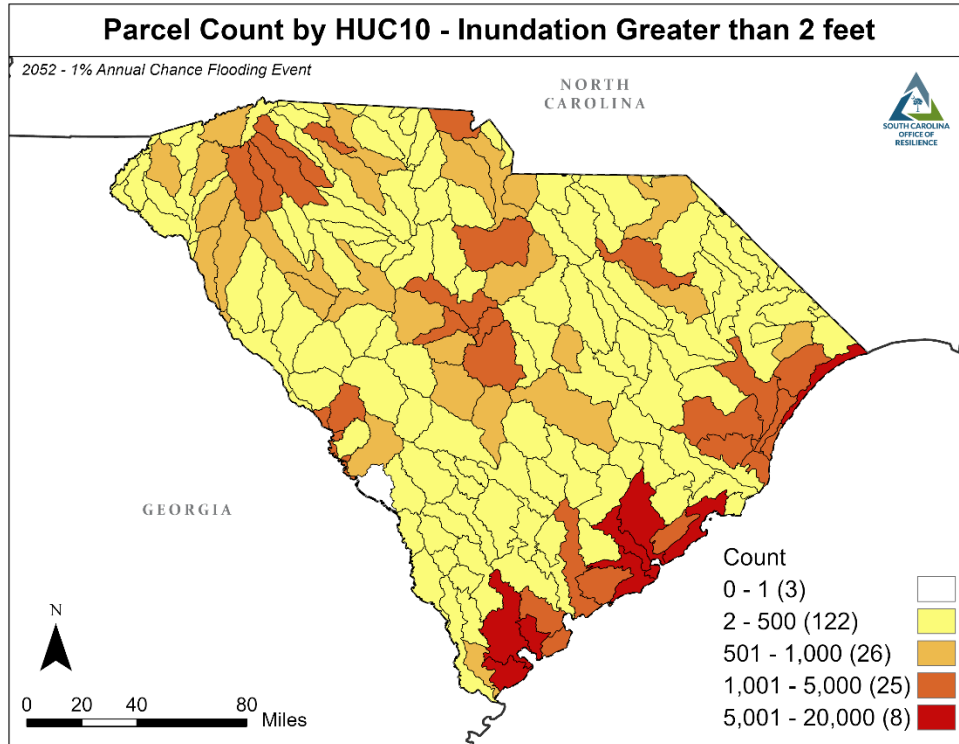 Parcel Count by HUC10 - Inundation Greater than 2 feet
2052 - 1% Annual Chance Flooding Event
NORTH
CAROLINA
SOUTH CAROLINA
OFFICE OF
RESILIENCE
GEORGIA
Count
0 - 1 (3)
2 - 500 (122)
501 - 1,000 (26)
1,001 - 5,000 (25)
5,001 - 20,000 (8)
N
0 20 40 80
Miles